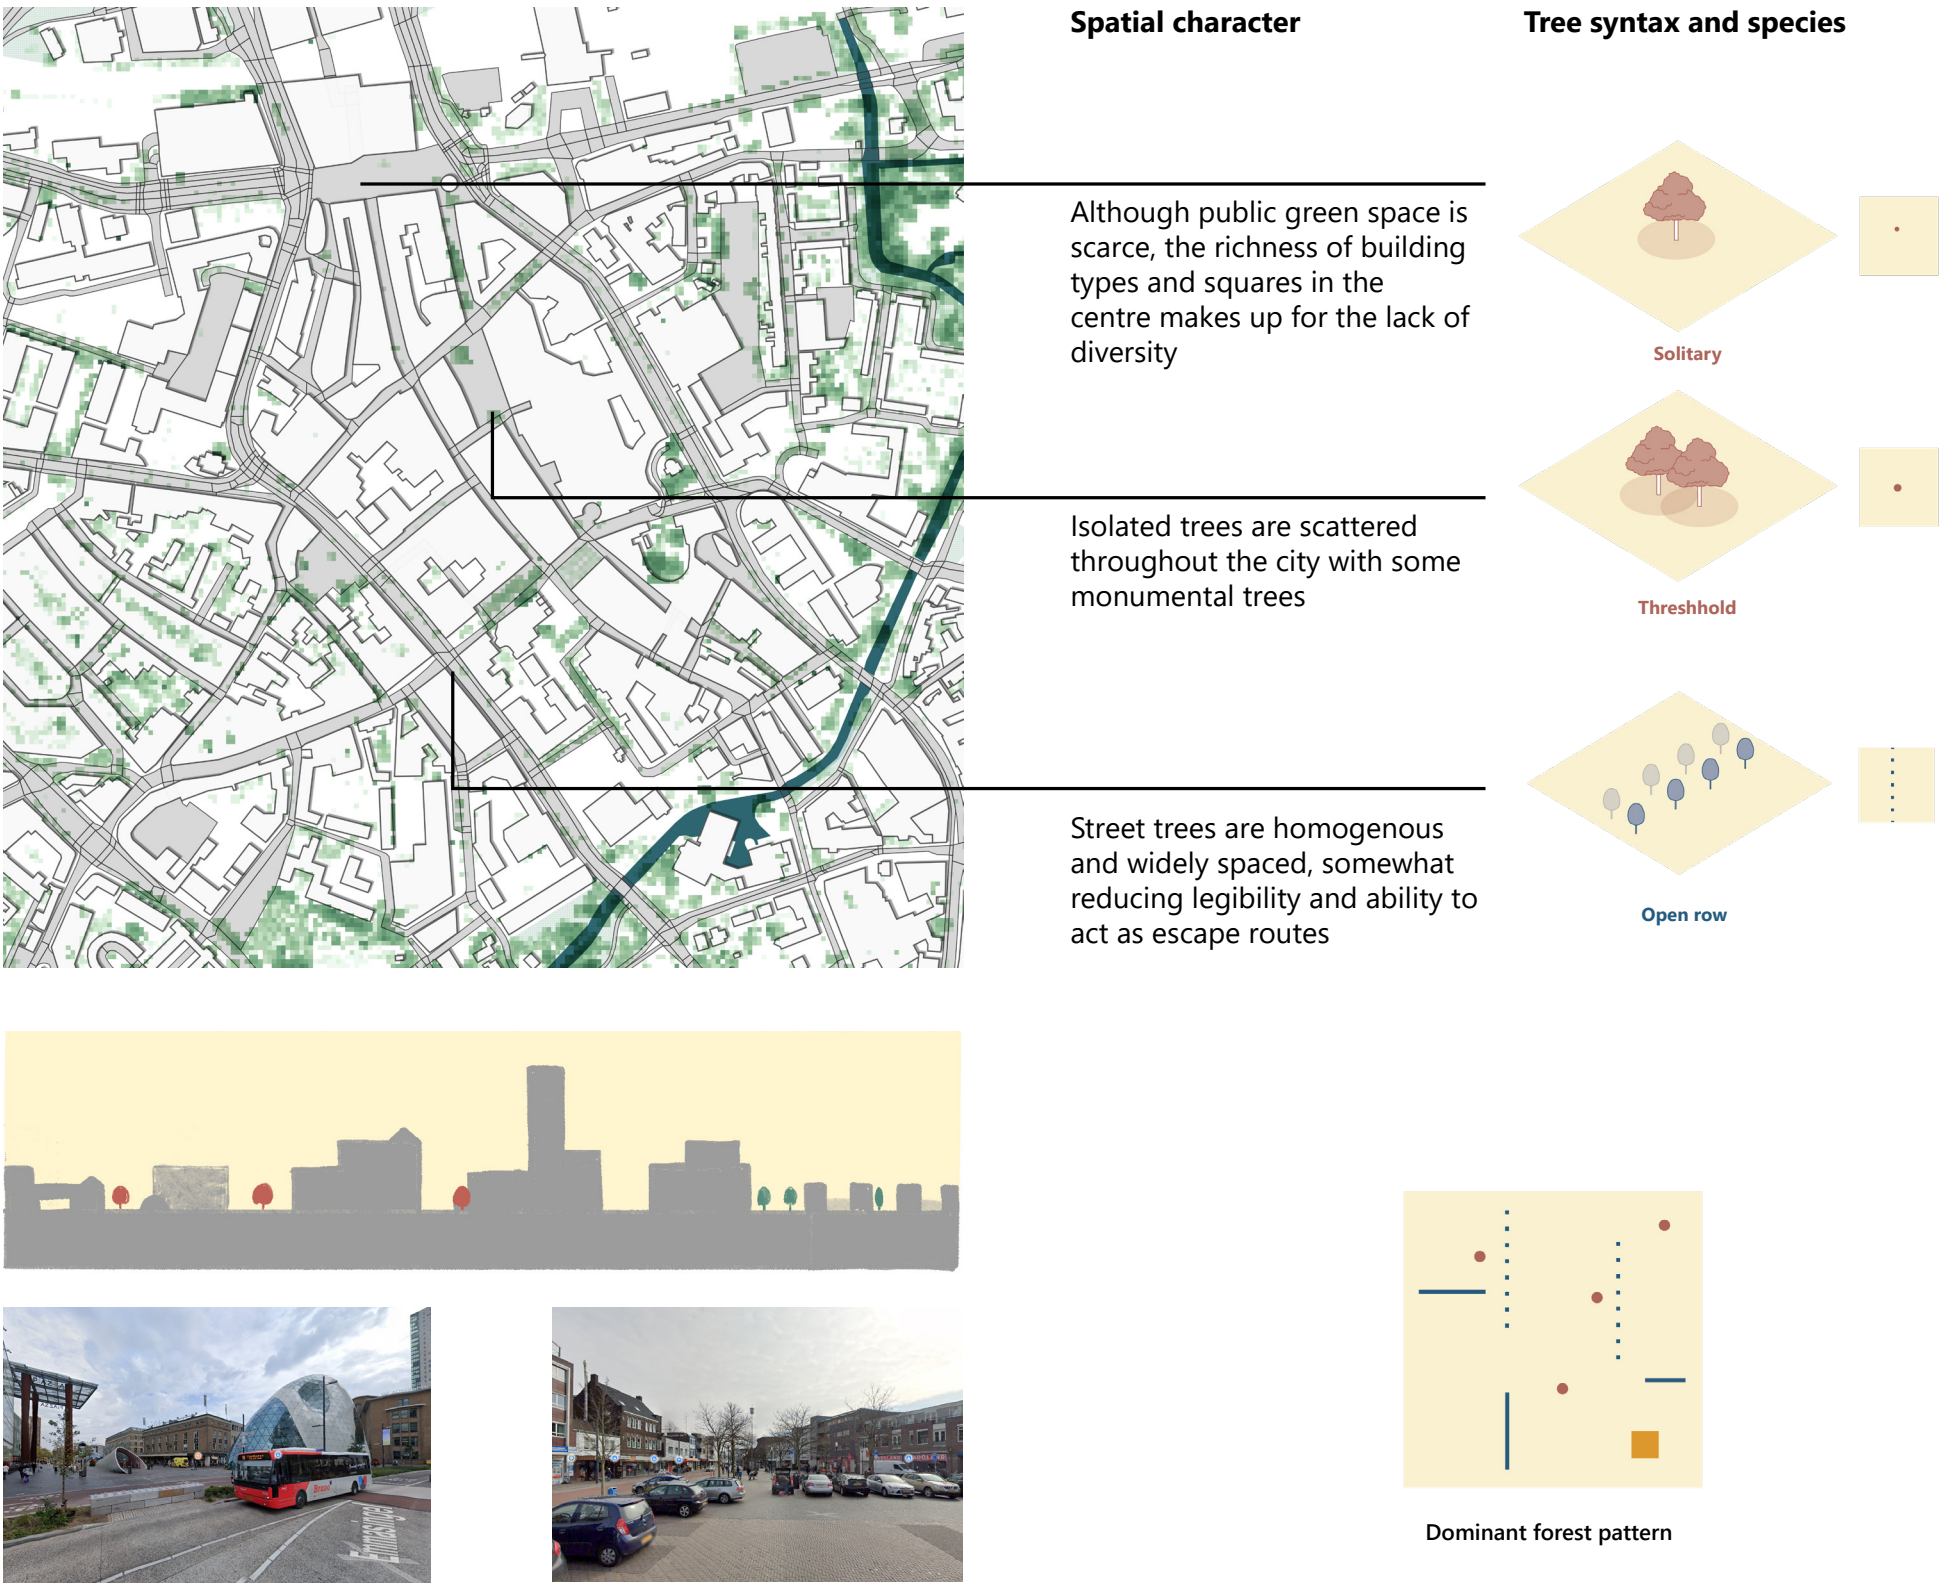 Spatial character
Tree syntax and species
Although public green space is
scarce, the richness of building
types and squares in the
centre makes up for the lack of
diversity
Solitary
Isolated trees are scattered
throughout the city with some
monumental trees
Threshhold
Street trees are homogenous
and widely spaced, somewhat
reducing legibility and ability to
act as escape routes
Open row
Emmasingel
Dominant forest pattern